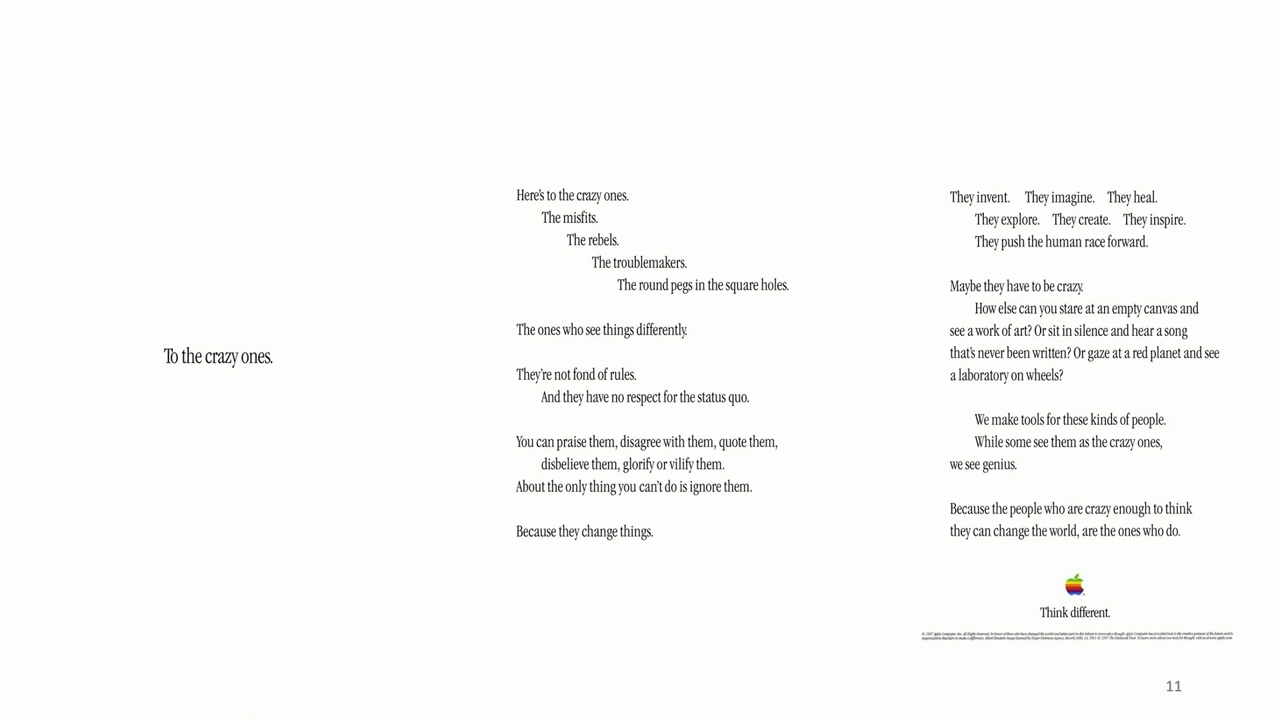 To the crazy ones.
Here's to the crazy ones.
The misfits.
The rebels.
The troublemakers.
The round pegs in the square holes.
The ones who see things differently.
They're not fond of rules.
And they have no respect for the status quo.
You can praise them, disagree with them, quote them,
disbelieve them, glorify or vilify them.
About the only thing you can't do is ignore them.
Because they change things.
They invent. They imagine. They heal.
They explore. They create. They inspire.
They push the human race forward.
Maybe they have to be crazy.
How else can you stare at an empty canvas and
see a work of art? Or sit in silence and hear a song
that's never been written? Or gaze at a red planet and see
a laboratory on wheels?
We make tools for these kinds of people.
While some see them as the crazy ones,
we see genius.
Because the people who are crazy enough to think
they can change the world, are the ones who do.
Think different.
11